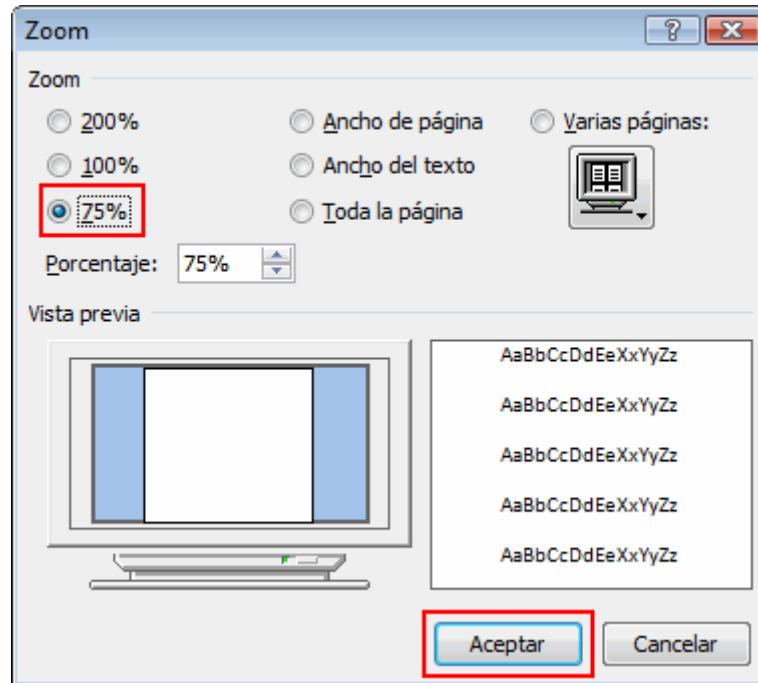 Zoom
Zoom
200%
Ancho de página
Varias páginas:
100%
Ancho del texto
75%
Toda la página
Porcentaje: 75%
Vista previa
AaBbCcDdEeXxYyZz
AaBbCcDdEeXxYyZz
AaBbCcDdEeXxYyZz
AaBbCcDdEeXxYyZz
AaBbCcDdEeXxYyZz
Aceptar
Cancelar